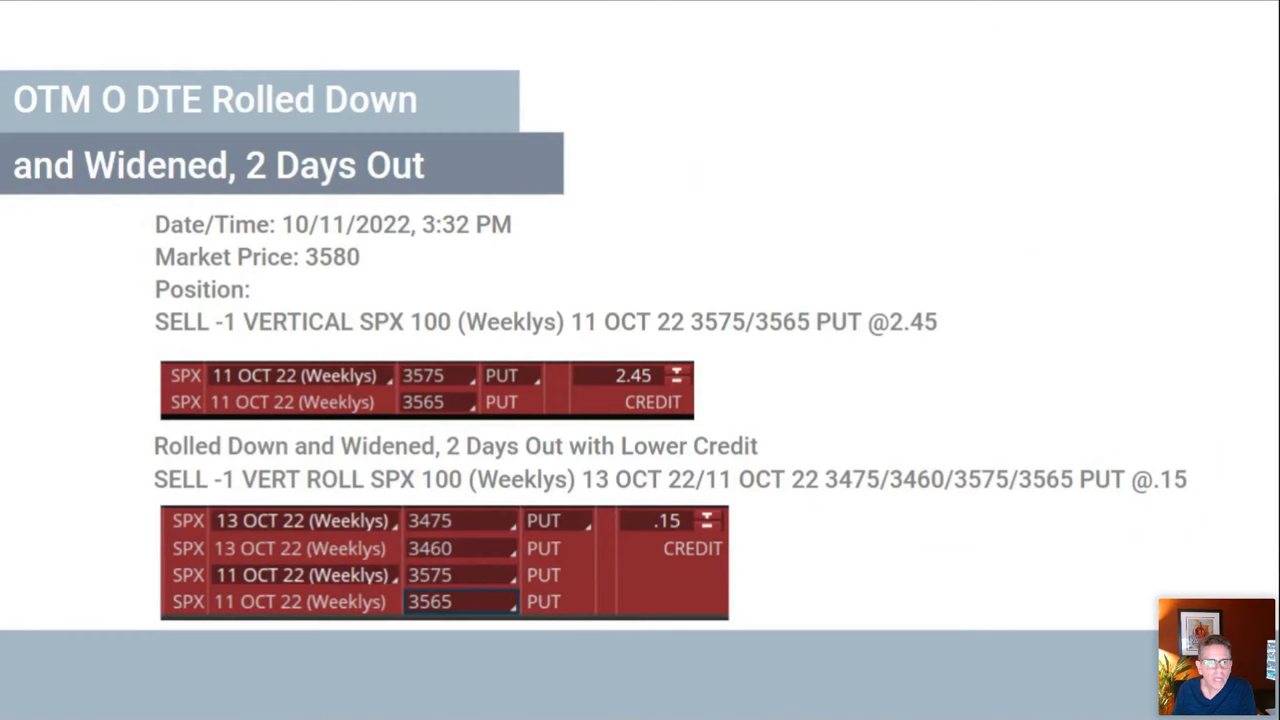 OTM O DTE Rolled Down
and Widened, 2 Days Out
Date/Time: 10/11/2022, 3:32 PM
Market Price: 3580
Position:
SELL -1 VERTICAL SPX 100 (Weeklys) 11 OCT 22 3575/3565 PUT @2.45
SPX 11 OCT 22 (Weeklys) 3575 PUT 2.45
SPX 11 OCT 22 (Weeklys) 3565 PUT CREDIT
Rolled Down and Widened, 2 Days Out with Lower Credit
SELL -1 VERT ROLL SPX 100 (Weeklys) 13 OCT 22/11 OCT 22 3475/3460/3575/3565 PUT @.15
SPX 13 OCT 22 (Weeklys) 3475 PUT .15
SPX 13 OCT 22 (Weeklys) 3460 PUT CREDIT
SPX 11 OCT 22 (Weeklys) 3575 PUT
SPX 11 OCT 22 (Weeklys) 3565 PUT